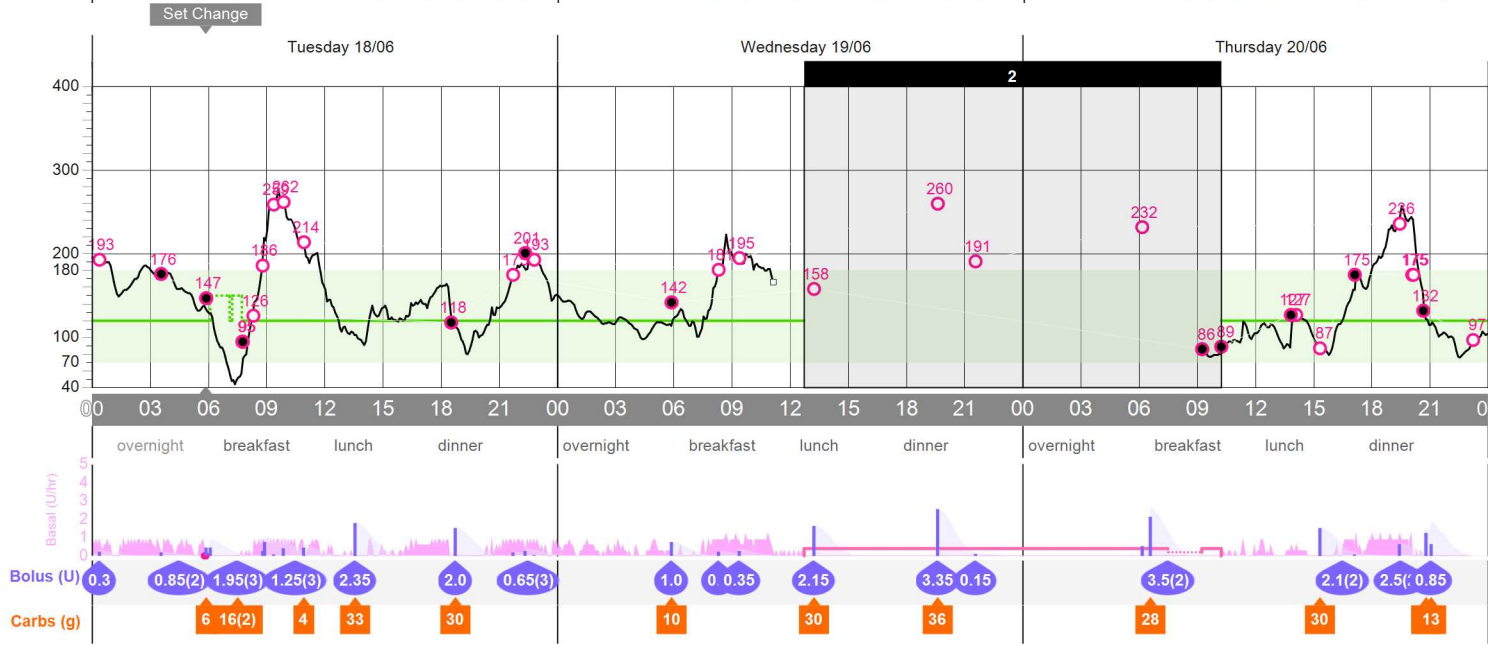 Set Change
Tuesday 18/06 Wednesday 19/06 Thursday 20/06
2
400
300
260
262
236
232
214
201
200
193 176 186 193 195 191 175 175
180
147 126 142 158 127 132
118
100
95 86 89 87 97
70
40
00 03 06 09 12 15 18 21 00 03 06 09 12 15 18 21 00 03 06 09 12 15 18 21
overnight breakfast lunch dinner overnight breakfast lunch dinner overnight breakfast lunch dinner
Basal (U/hr)
5
4
3
2
1
0
Bolus (U) 0.3 0.85(2) 1.95(3) 1.25(3) 2.35 2.0 0.65(3) 1.0 0.35 2.15 3.35 0.15 3.5(2) 2.1(2) 0.85
Carbs (g) 6 16(2) 4 33 30 10 30 36 28 30 13